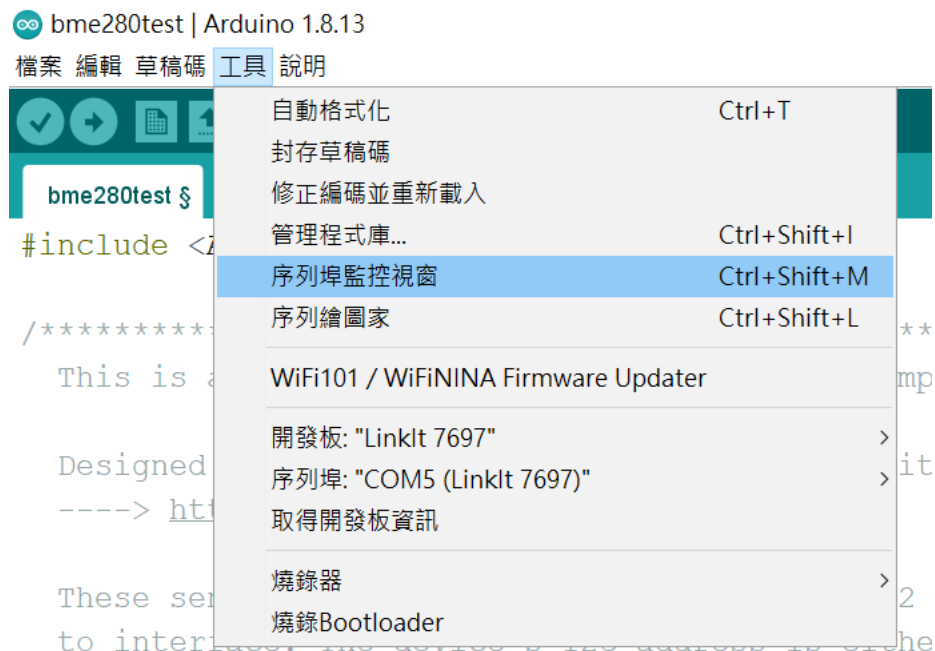 bme280test | Arduino 1.8.13
檔案 編輯 草稿碼 工具 說明
自動格式化 Ctrl+T
封存草稿碼
修正編碼並重新載入
管理程式庫... Ctrl+Shift+I
序列埠監控視窗 Ctrl+Shift+M
序列繪圖家 Ctrl+Shift+L
WiFi101 / WiFiNINA Firmware Updater
開發板: "LinkIt 7697"
序列埠: "COM5 (LinkIt 7697)"
取得開發板資訊
燒錄器
燒錄Bootloader
bme280test §
#include <
/**********
This is
Designed
---->
These
to